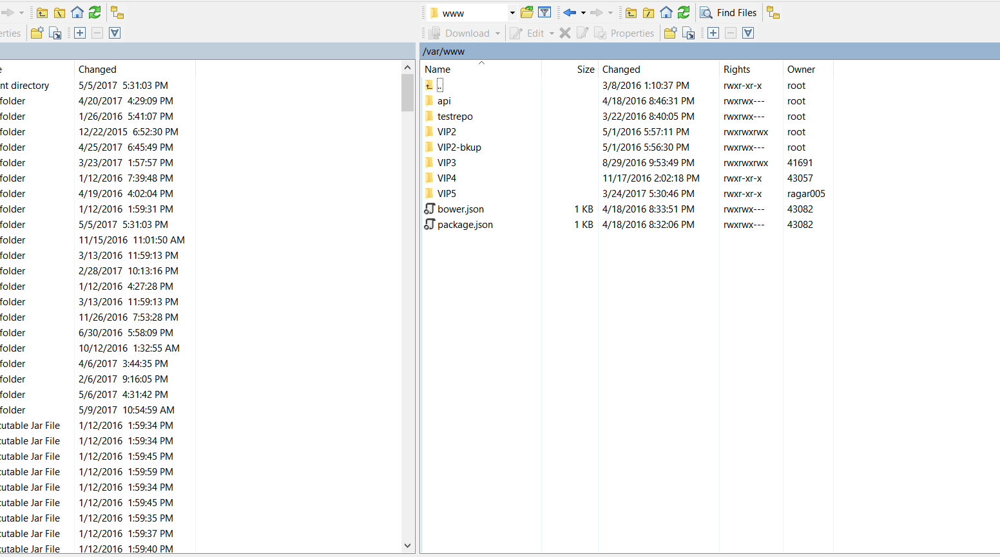 www
Find Files
erties
Download
Edit
Properties
/var/www
e Changed
nt directory 5/5/2017 5:31:03 PM
folder 4/20/2017 4:29:09 PM
folder 1/26/2016 5:41:07 PM
folder 12/22/2015 6:52:30 PM
folder 4/25/2017 6:45:49 PM
folder 3/23/2017 1:57:57 PM
folder 1/12/2016 7:39:48 PM
folder 4/19/2016 4:02:04 PM
folder 1/12/2016 1:59:31 PM
folder 5/5/2017 5:31:03 PM
folder 11/15/2016 11:01:50 AM
folder 3/13/2016 11:59:13 PM
folder 2/28/2017 10:13:16 PM
folder 1/12/2016 4:27:28 PM
folder 3/13/2016 11:59:13 PM
folder 11/26/2016 7:53:28 PM
folder 6/30/2016 5:58:09 PM
folder 10/12/2016 1:32:55 AM
folder 4/6/2017 3:44:35 PM
folder 2/6/2017 9:16:05 PM
folder 5/6/2017 4:31:42 PM
folder 5/9/2017 10:54:59 AM
cutable Jar File 1/12/2016 1:59:34 PM
cutable Jar File 1/12/2016 1:59:34 PM
cutable Jar File 1/12/2016 1:59:45 PM
cutable Jar File 1/12/2016 1:59:59 PM
cutable Jar File 1/12/2016 1:59:34 PM
cutable Jar File 1/12/2016 1:59:45 PM
cutable Jar File 1/12/2016 1:59:35 PM
cutable Jar File 1/12/2016 1:59:37 PM
cutable Jar File 1/12/2016 1:59:40 PM
Name Size Changed Rights Owner
.. 3/8/2016 1:10:37 PM rwxr-xr-x root
api 4/18/2016 8:46:31 PM rwxrwx--- root
testrepo 3/22/2016 8:40:05 PM rwxrwx--- root
VIP2 5/1/2016 5:57:11 PM rwxrwxrwx root
VIP2-bkup 5/1/2016 5:56:30 PM rwxrwx--- root
VIP3 8/29/2016 9:53:49 PM rwxrwxrwx 41691
VIP4 11/17/2016 2:02:18 PM rwxr-xr-x 43057
VIP5 3/24/2017 5:30:46 PM rwxr-xr-x ragar005
bower.json 1 KB 4/18/2016 8:33:51 PM rwxrwx--- 43082
package.json 1 KB 4/18/2016 8:32:06 PM rwxrwx--- 43082